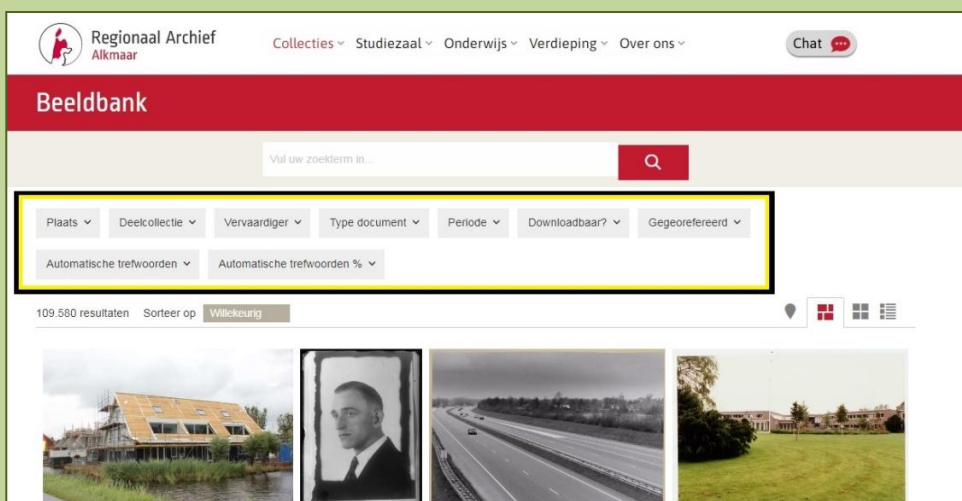 Regionaal Archief
Alkmaar
Collecties Studiezaal Onderwijs Verdieping Over ons
Chat
Beeldbank
Vul uw zoekterm in...
Plaats Deelcollectie Vervaardiger Type document Periode Downloadbaar? Gegeorefereerd
Automatische trefwoorden Automatische trefwoorden %
109.580 resultaten Sorteer op Willekeurig